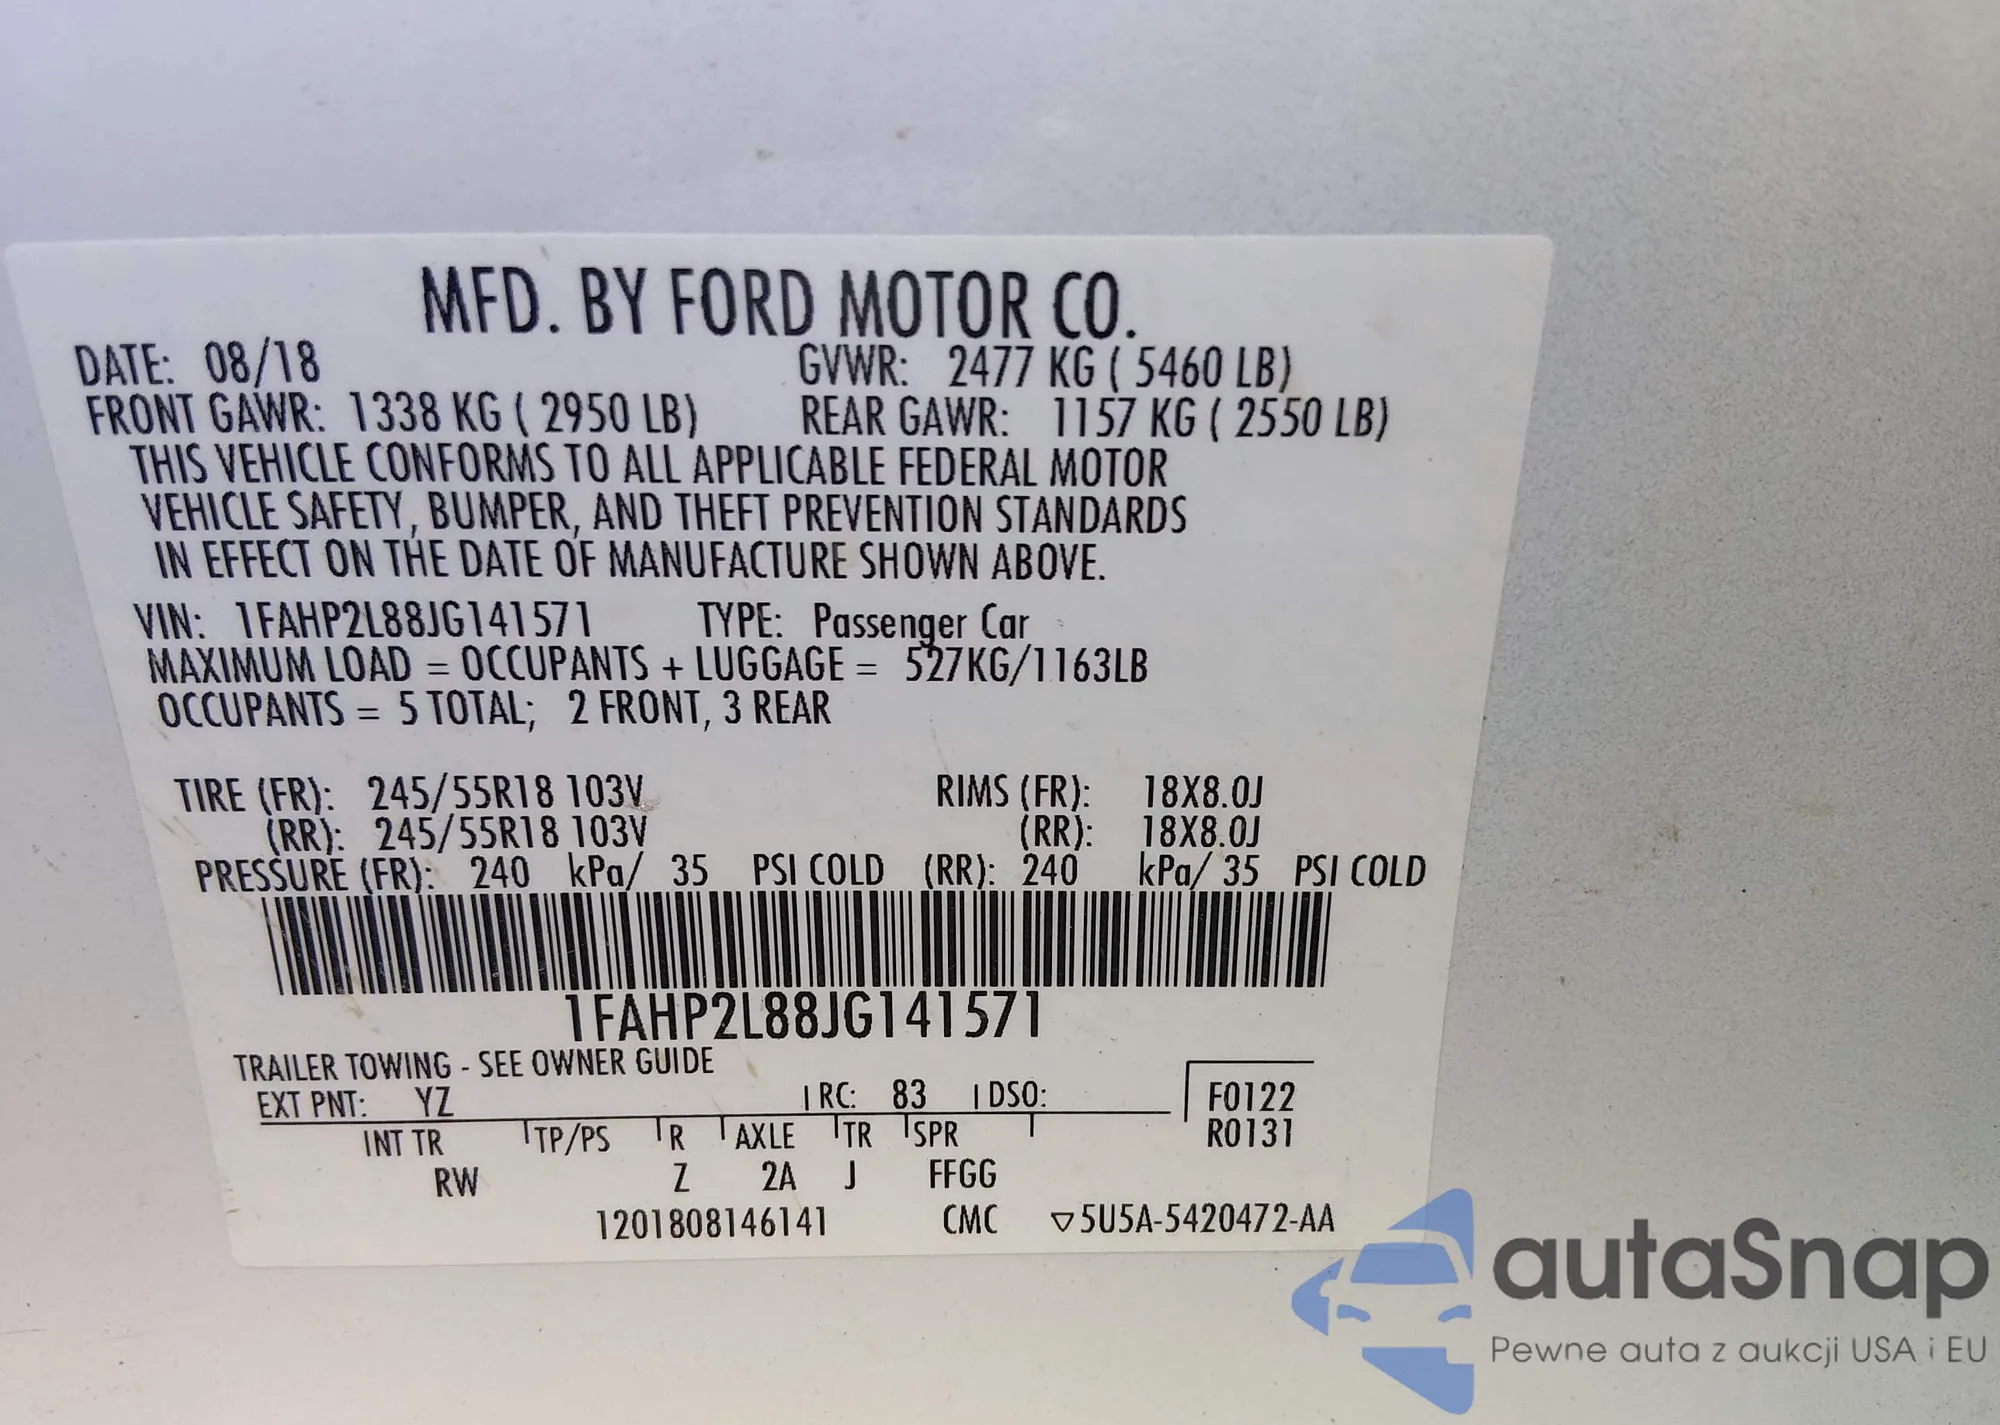 MFD. BY FORD MOTOR CO.
DATE: 08/18 GVWR: 2477 KG ( 5460 LB)
FRONT GAWR: 1338 KG ( 2950 LB) REAR GAWR: 1157 KG ( 2550 LB)
THIS VEHICLE CONFORMS TO ALL APPLICABLE FEDERAL MOTOR
VEHICLE SAFETY, BUMPER, AND THEFT PREVENTION STANDARDS
IN EFFECT ON THE DATE OF MANUFACTURE SHOWN ABOVE.
VIN: 1FAHP2L88JG141571 TYPE: Passenger Car
MAXIMUM LOAD = OCCUPANTS + LUGGAGE = 527KG/1163LB
OCCUPANTS = 5 TOTAL; 2 FRONT, 3 REAR
TIRE (FR): 245/55R18 103V RIMS (FR): 18X8.0J
(RR): 245/55R18 103V (RR): 18X8.0J
PRESSURE (FR): 240 kPa/ 35 PSI COLD (RR): 240 kPa/ 35 PSI COLD
1FAHP2L88JG141571
TRAILER TOWING - SEE OWNER GUIDE
EXT PNT: YZ RC: 83 DSO: F0122
INT TR TP/PS R AXLE TR SPR R0131
RW Z 2A J FFGG
1201808146141 CMC ▽5U5A-5420472-AA
autaSnap
Pewne auta z aukcji USA i EU